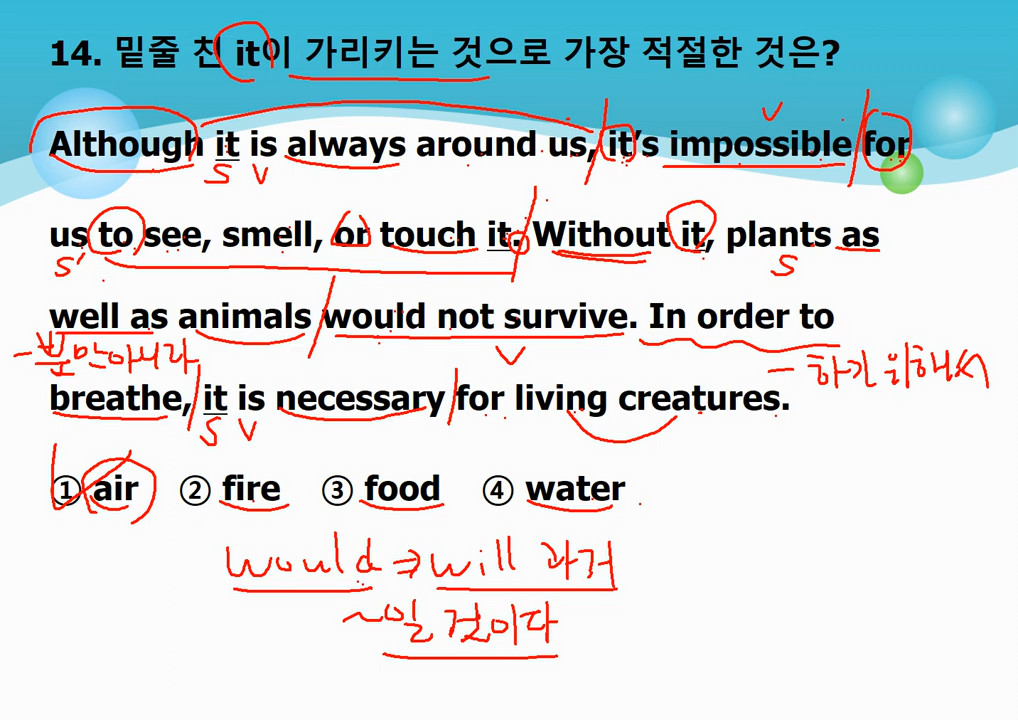 14. 밑줄 친 it이 가리키는 것으로 가장 적절한 것은?
Although it is always around us, it's impossible for
S V V
us to see, smell, or touch it. Without it, plants as
S' S
well as animals would not survive. In order to
~뿐만아니라 V ~하기 위해서
breathe, it is necessary for living creatures.
S V
① air ② fire ③ food ④ water
would ⇒ will 과거
~일 것이다